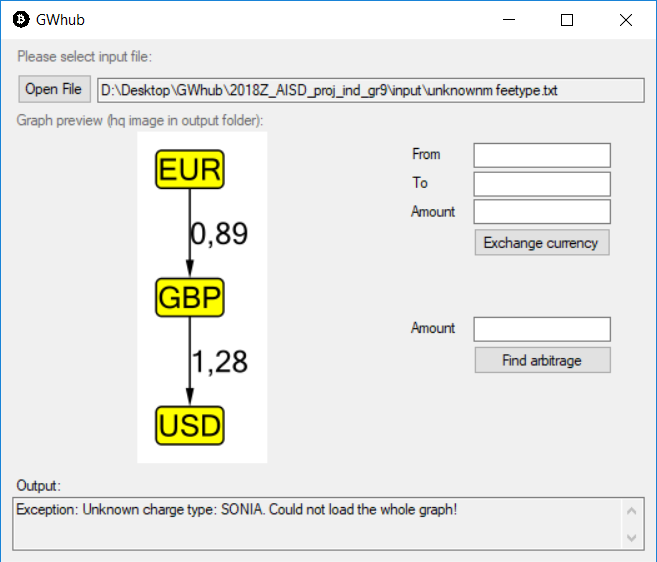 GWhub
Please select input file:
Open File
D:\Desktop\GWhub\2018Z_AISD_proj_ind_gr9\input\unknownm feetype.txt
Graph preview (hq image in output folder):
EUR
0,89
GBP
1,28
USD
From
To
Amount
Exchange currency
Amount
Find arbitrage
Output:
Exception: Unknown charge type: SONIA. Could not load the whole graph!